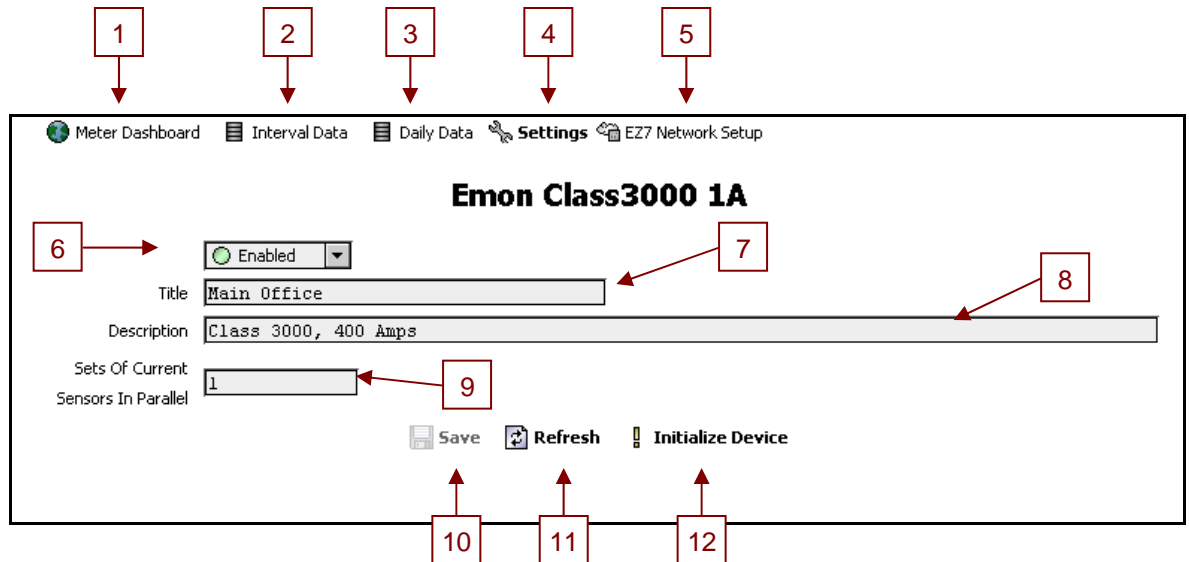 1 2 3 4 5
Meter Dashboard Interval Data Daily Data Settings EZ7 Network Setup
Emon Class3000 1A
6 Enabled 7
Title Main Office
8
Description Class 3000, 400 Amps
Sets Of Current
Sensors In Parallel 1 9
Save Refresh Initialize Device
10 11 12